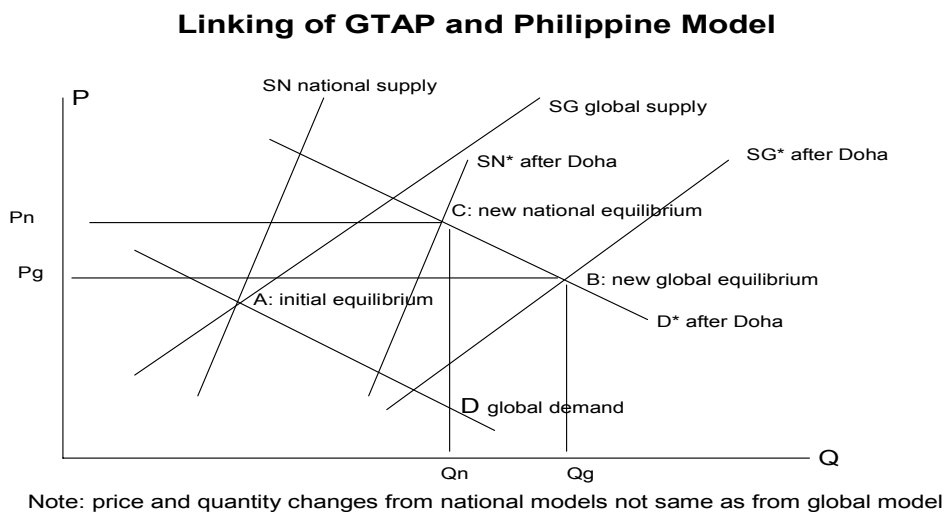 Linking of GTAP and Philippine Model
P
SN national supply
SG global supply
SN* after Doha
SG* after Doha
Pn
C: new national equilibrium
Pg
A: initial equilibrium
B: new global equilibrium
D* after Doha
D global demand
Q
Qn
Qg
Note: price and quantity changes from national models not same as from global model